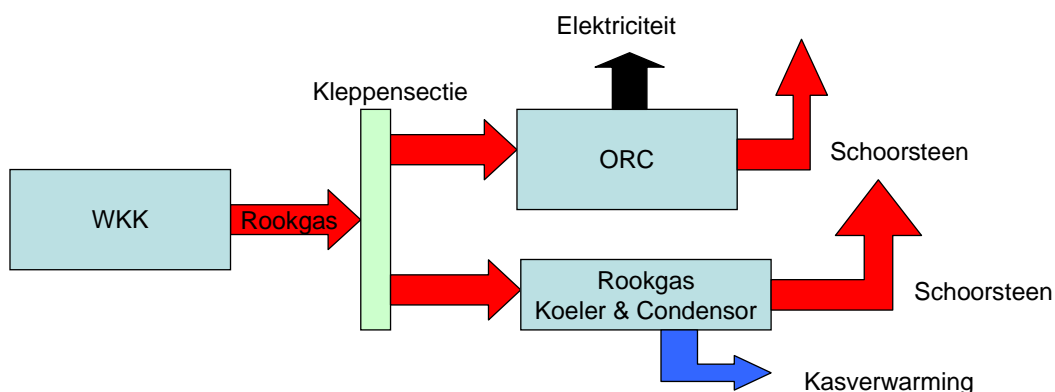 Elektriciteit
Kleppensectie
ORC
Schoorsteen
WKK
Rookgas
Rookgas
Koeler & Condensor
Schoorsteen
Kasverwarming